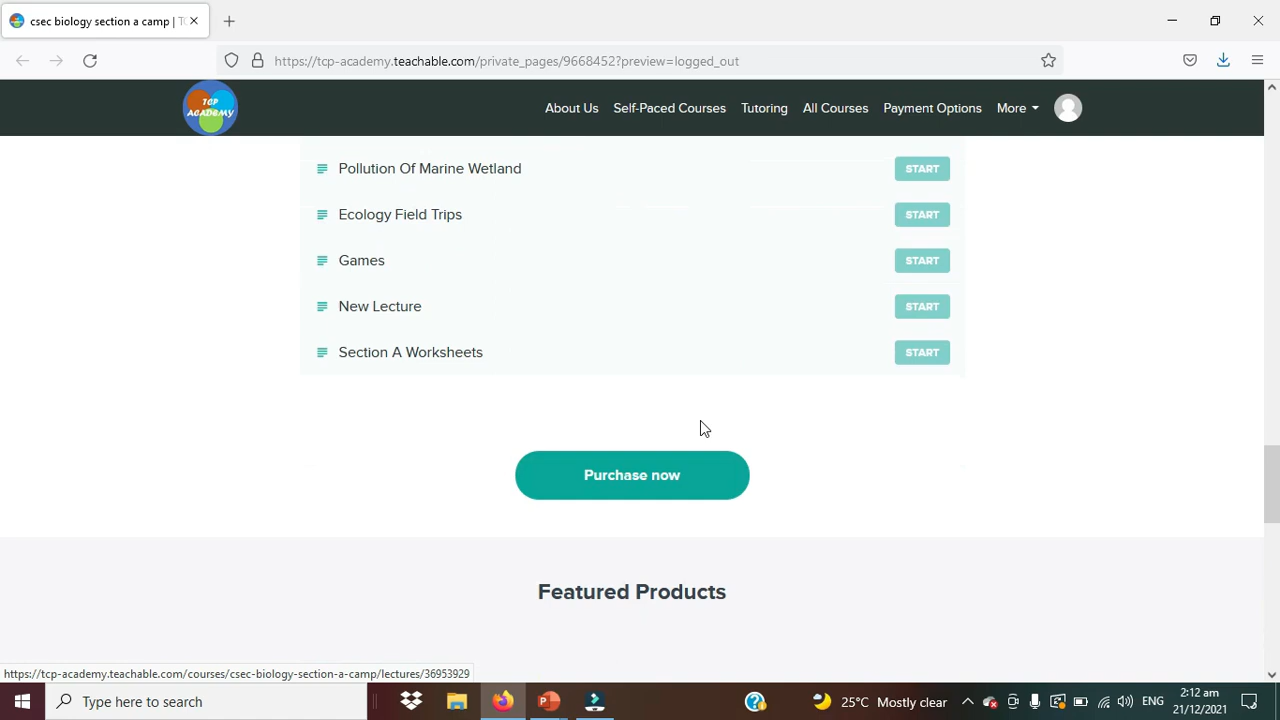 csec biology section a camp | TC
https://tcp-academy.teachable.com/private_pages/9668452?preview=logged_out
TCP
ACADEMY
About Us
Self-Paced Courses
Tutoring
All Courses
Payment Options
More
Pollution Of Marine Wetland
START
Ecology Field Trips
START
Games
START
New Lecture
START
Section A Worksheets
START
Purchase now
Featured Products
https://tcp-academy.teachable.com/courses/csec-biology-section-a-camp/lectures/36953929
Type here to search
25°C Mostly clear
ENG
2:12 am
21/12/2021